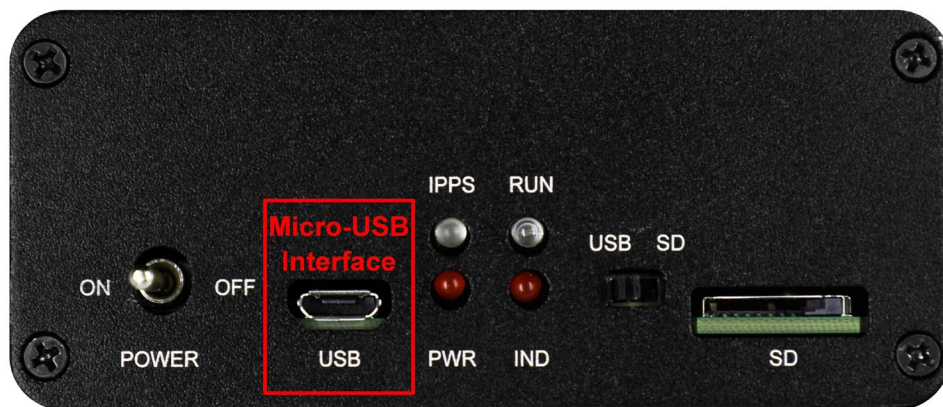 IPPS RUN
Micro-USB
Interface
USB SD
ON OFF
POWER USB PWR IND SD